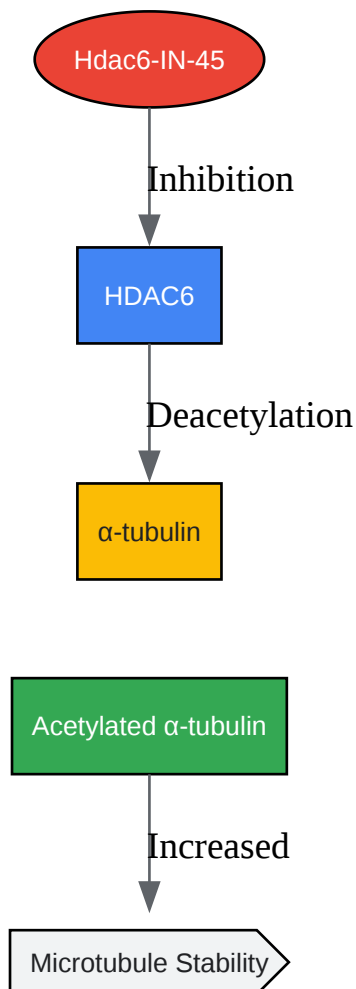 Hdac6-IN-45
Inhibition
HDAC6
Deacetylation
α-tubulin
Acetylated α-tubulin
Increased
Microtubule Stability